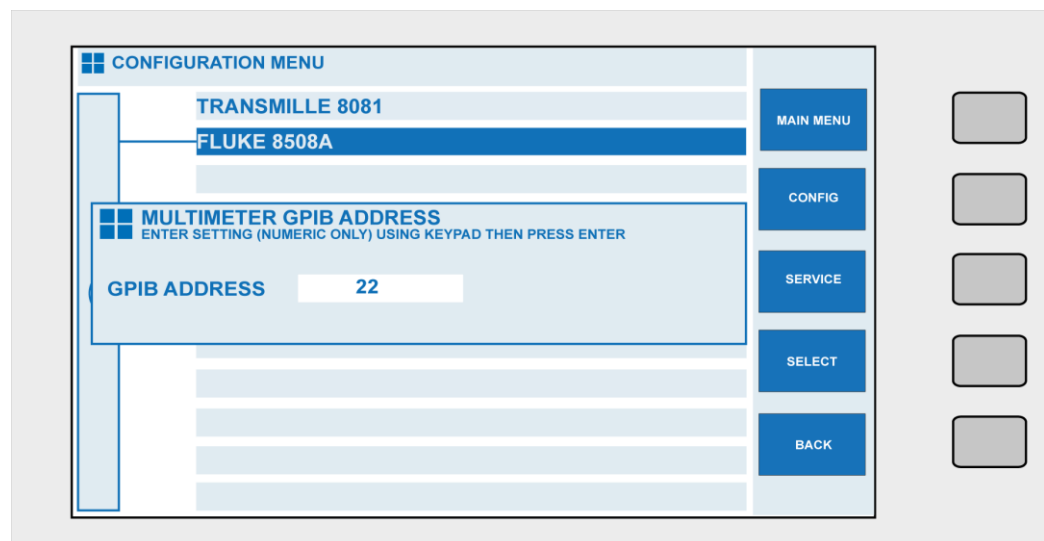 CONFIGURATION MENU
TRANSMILLE 8081
FLUKE 8508A
MULTIMETER GPIB ADDRESS
ENTER SETTING (NUMERIC ONLY) USING KEYPAD THEN PRESS ENTER
GPIB ADDRESS 22
MAIN MENU
CONFIG
SERVICE
SELECT
BACK